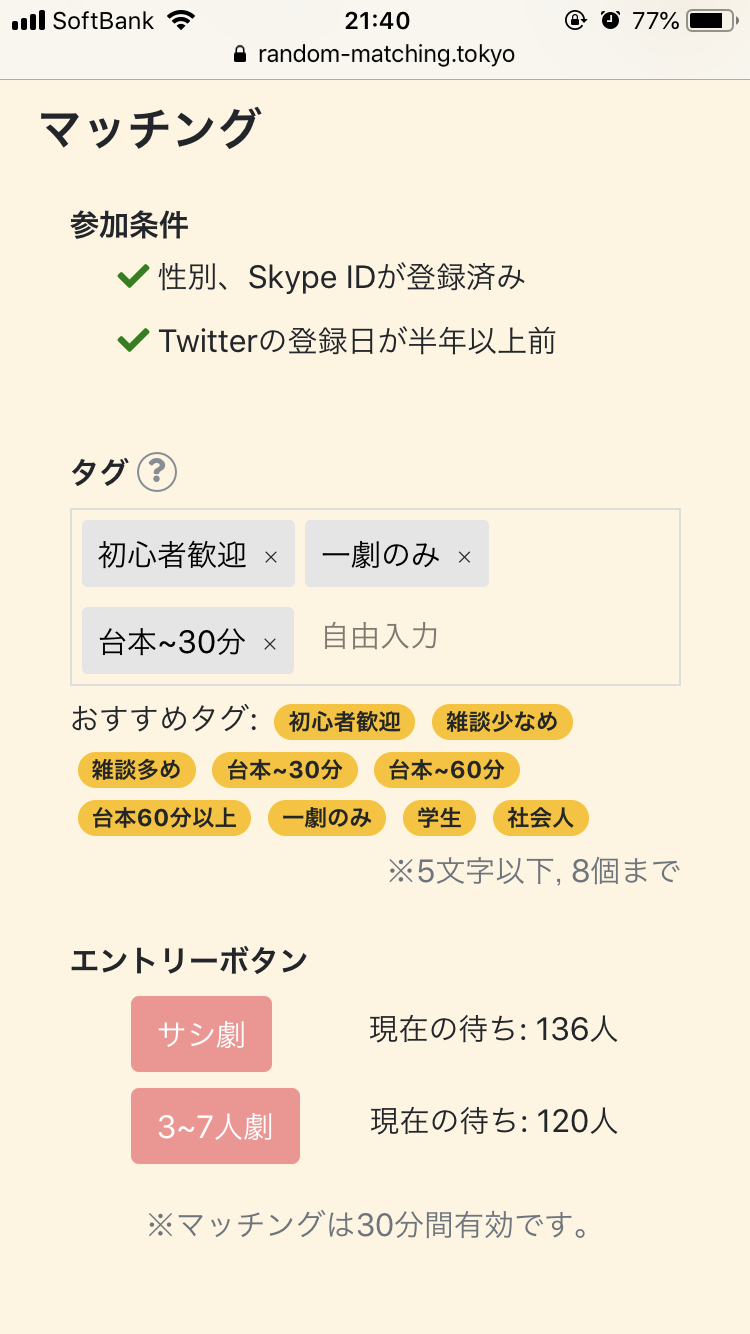 SoftBank 21:40 77%
random-matching.tokyo
マッチング
参加条件
性別、Skype IDが登録済み
Twitterの登録日が半年以上前
タグ ?
初心者歓迎 × 一劇のみ ×
台本~30分 × 自由入力
おすすめタグ: 初心者歓迎 雑談少なめ
雑談多め 台本~30分 台本~60分
台本60分以上 一劇のみ 学生 社会人
※5文字以下, 8個まで
エントリーボタン
サシ劇 現在の待ち: 136人
3~7人劇 現在の待ち: 120人
※マッチングは30分間有効です。